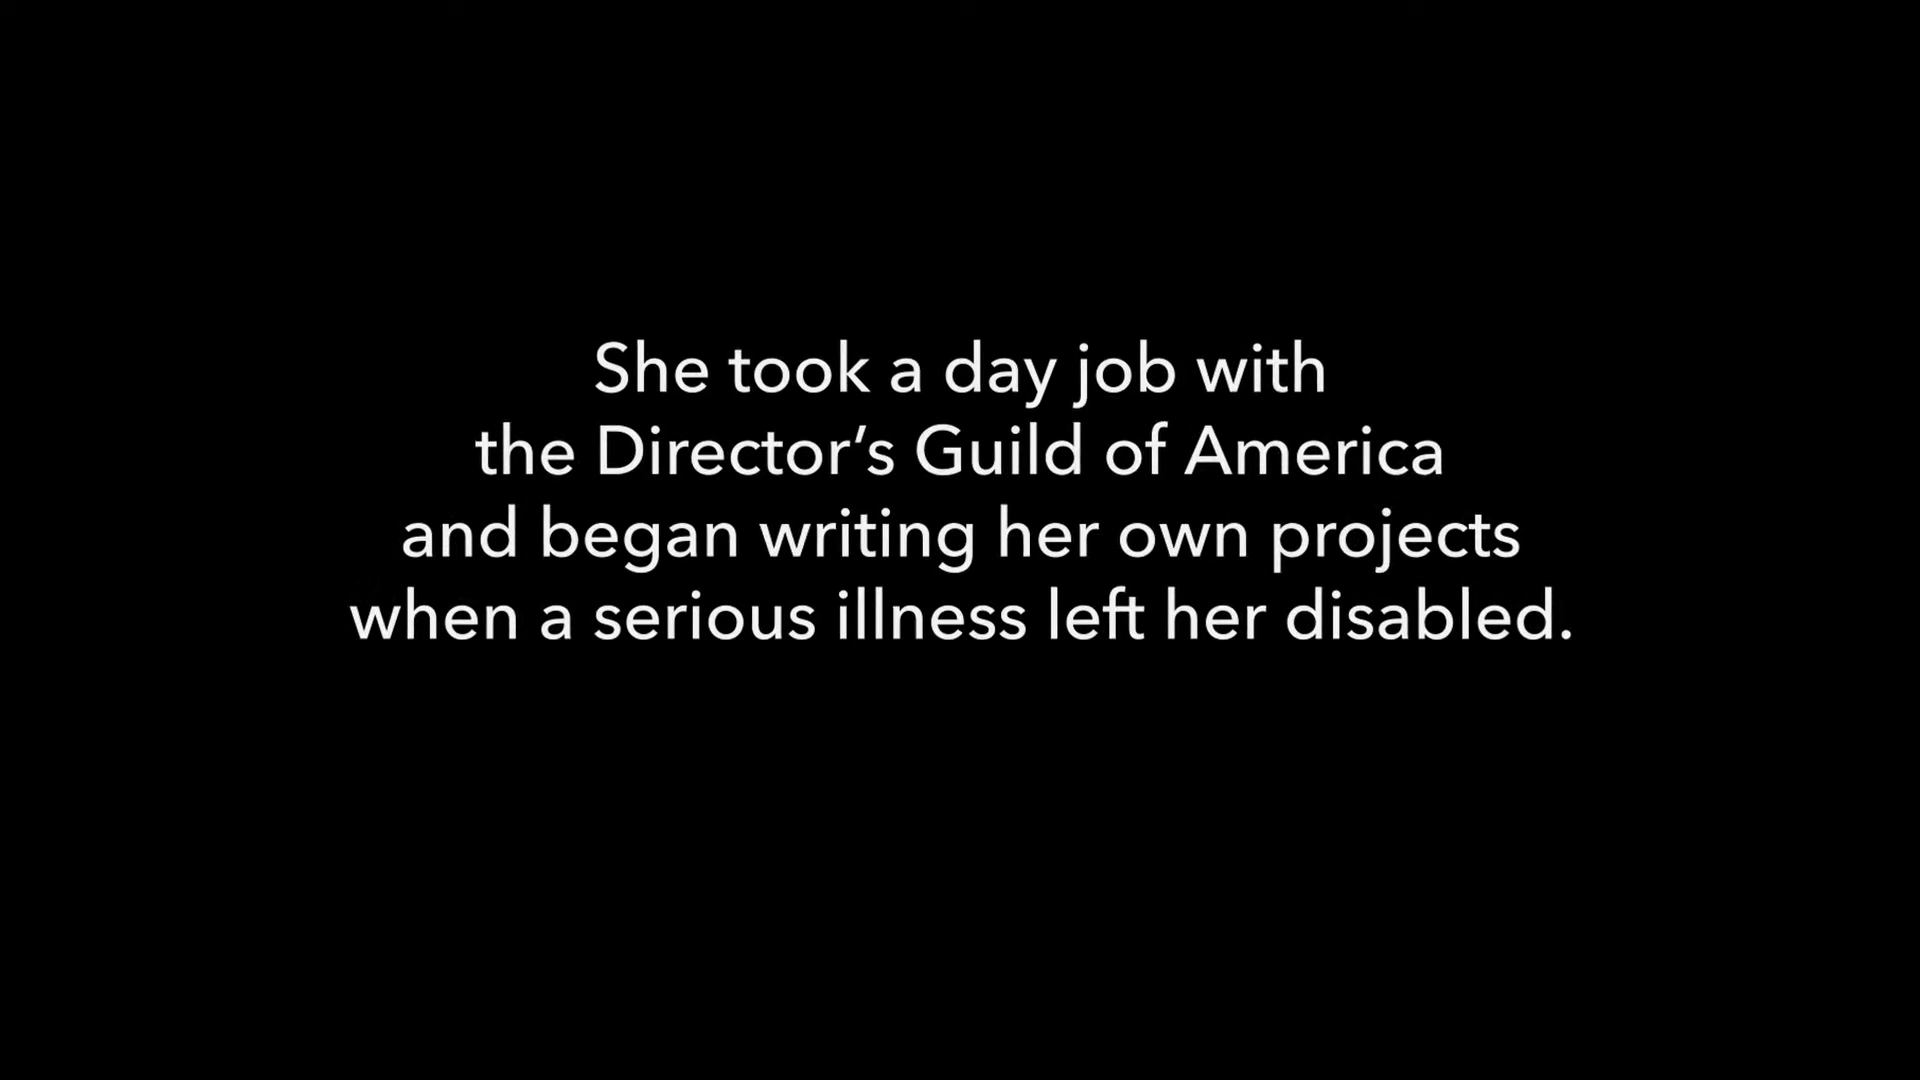 She took a day job with
the Director’s Guild of America
and began writing her own projects
when a serious illness left her disabled.